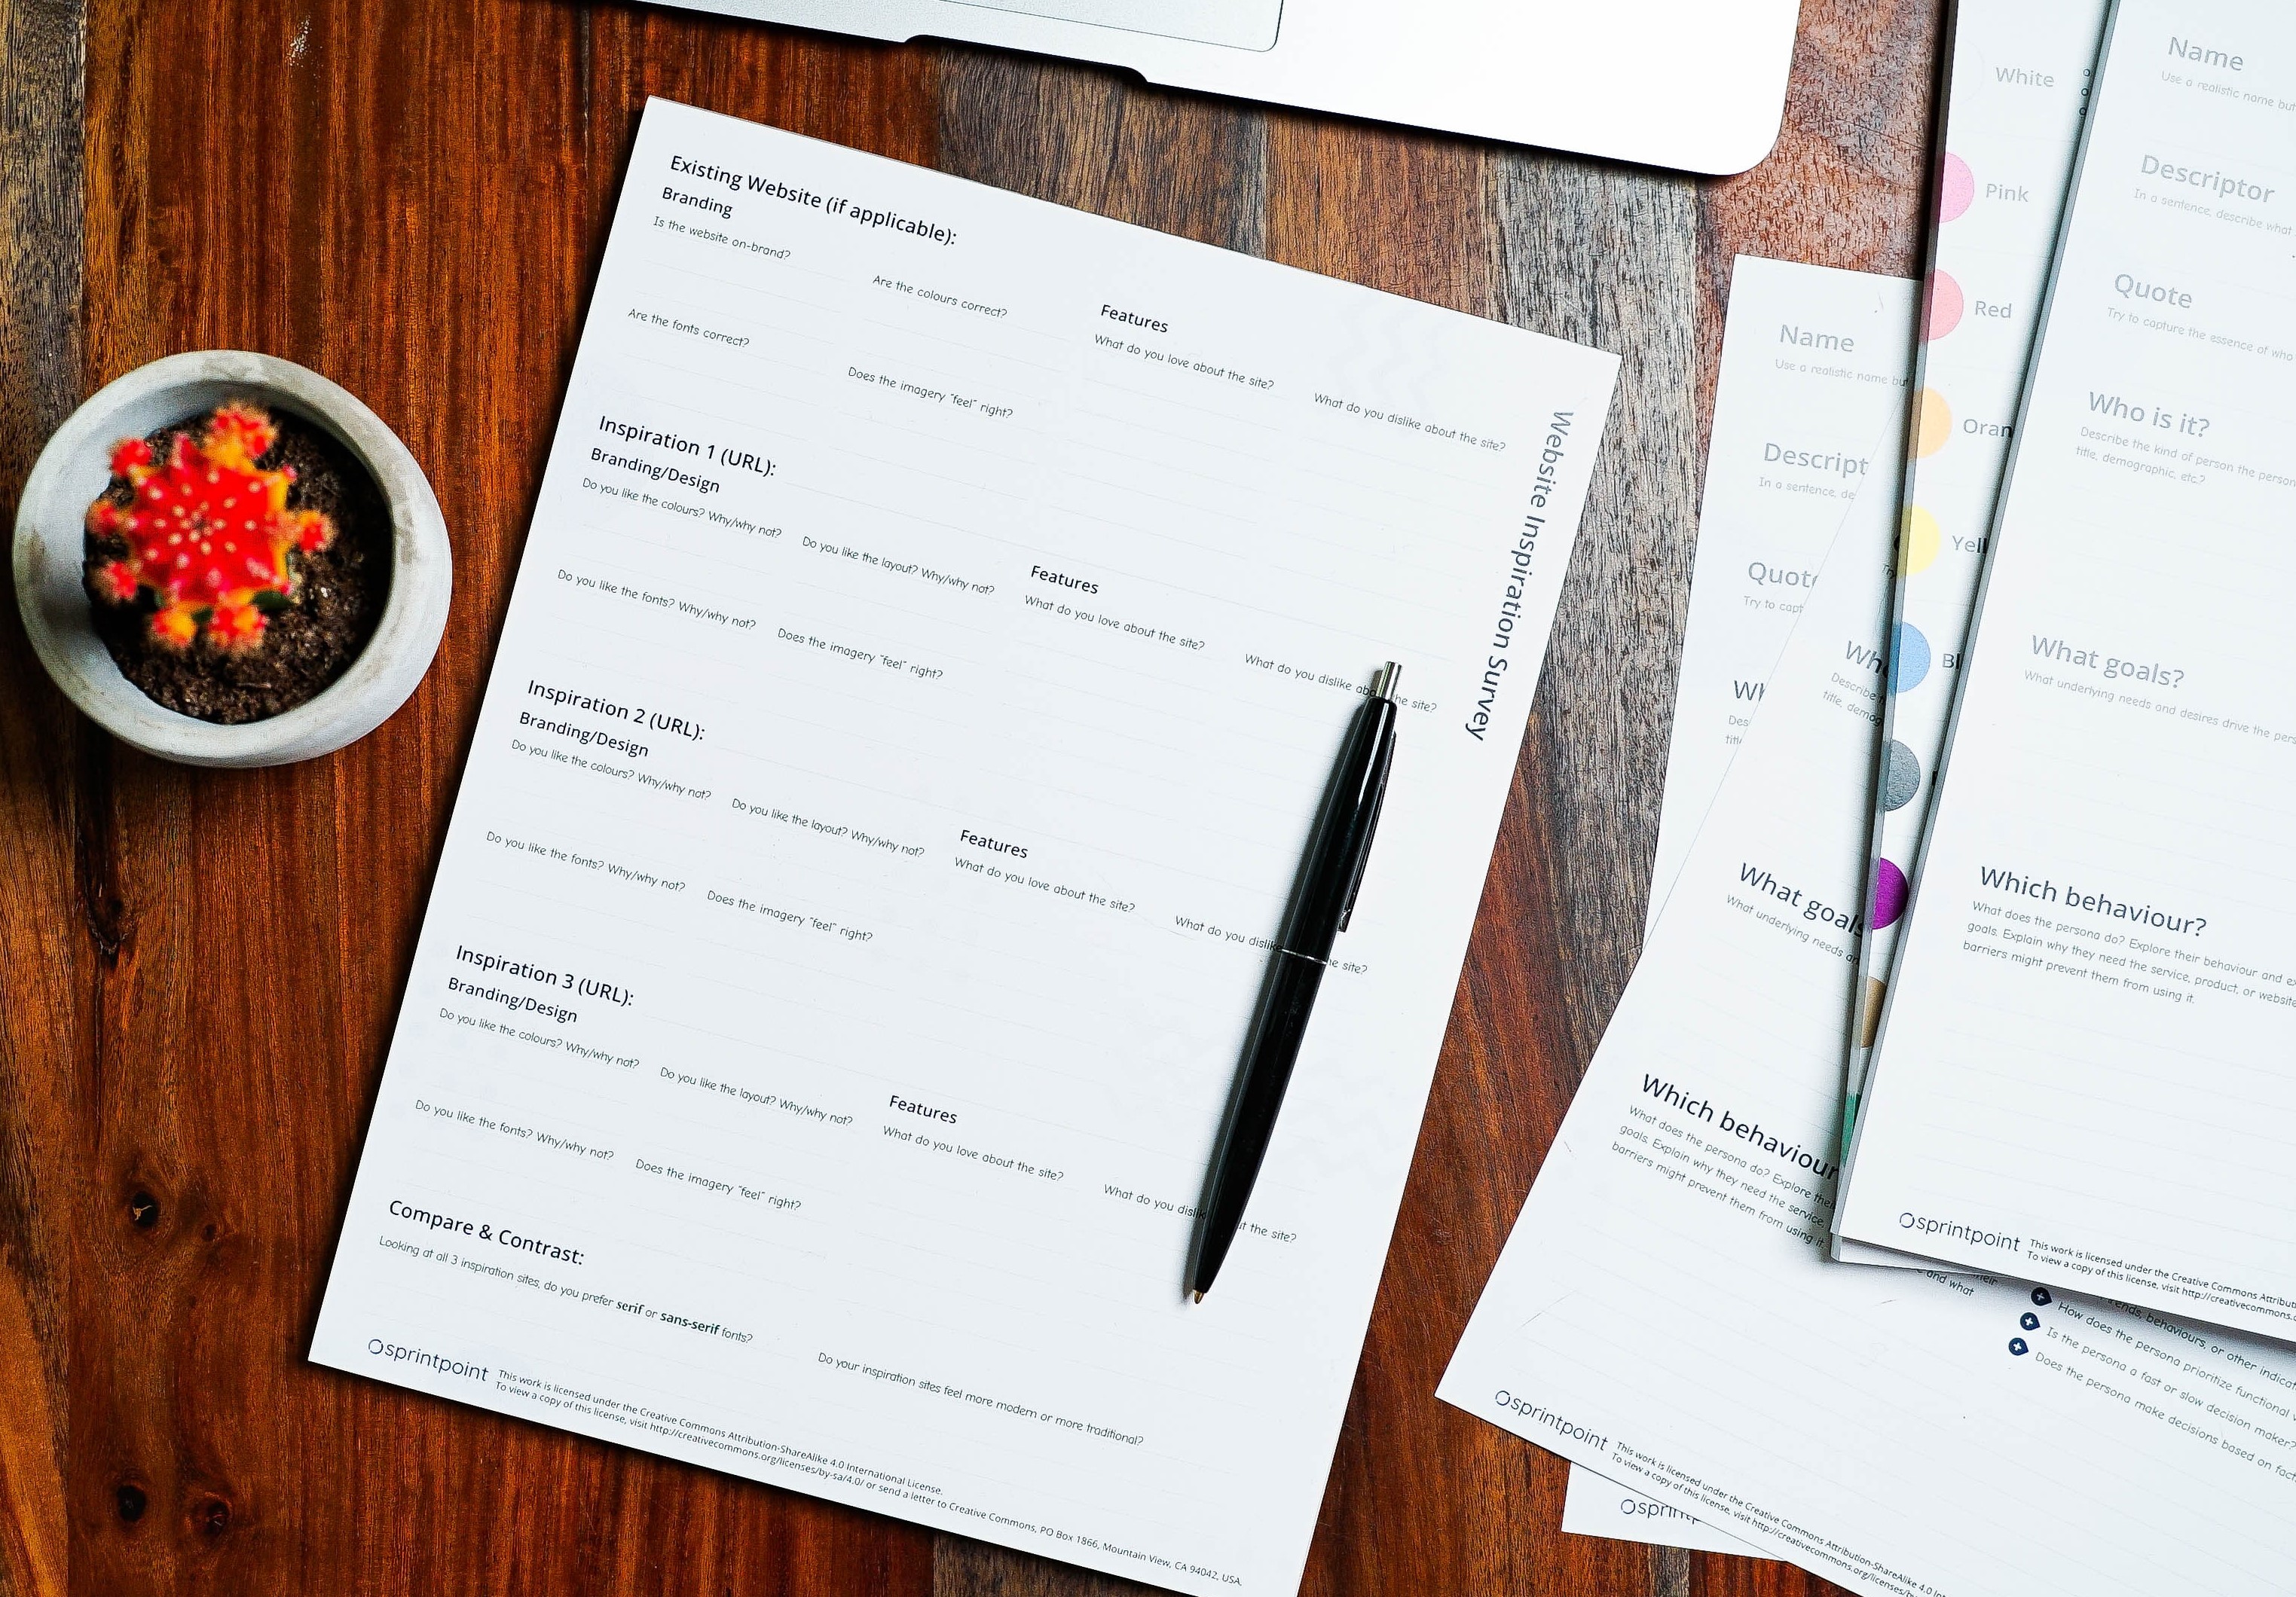 Existing Website (if applicable):
Branding
Is the website on-brand?
Are the colours correct?
Are the fonts correct?
Does the imagery "feel" right?
Features
What do you love about the site?
What do you dislike about the site?
Inspiration 1 (URL):
Branding/Design
Do you like the colours? Why/why not?
Do you like the layout? Why/why not?
Do you like the fonts? Why/why not?
Does the imagery "feel" right?
Features
What do you love about the site?
What do you dislike abo he site?
Inspiration 2 (URL):
Branding/Design
Do you like the colours? Why/why not?
Do you like the layout? Why/why not?
Do you like the fonts? Why/why not?
Does the imagery "feel" right?
Features
What do you love about the site?
What do you dislike e site?
Inspiration 3 (URL):
Branding/Design
Do you like the colours? Why/why not?
Do you like the layout? Why/why not?
Do you like the fonts? Why/why not?
Does the imagery "feel" right?
Features
What do you love about the site?
What do you dislik t the site?
Compare & Contrast:
Looking at all 3 inspiration sites, do you prefer serif or sans-serif fonts?
Do your inspiration sites feel more modern or more traditional?
sprintpoint
This work is licensed under the Creative Commons Attribution-ShareAlike 4.0 International License.
To view a copy of this license, visit http://creativecommons.org/licenses/by-sa/4.0/ or send a letter to Creative Commons, PO Box 1866, Mountain View, CA 94042, USA.
Website Inspiration Survey
Name
Use a realistic name but
Descript
In a sentence, de
Quote
Try to capt
Wh
Des
title
Wh
Describe
title, demog
What goals
What underlying needs an
Which behaviour
What does the persona do? Explore their
goals. Explain why they need the service,
barriers might prevent them from using it.
sprintpoint
This work is licensed under the Creative Commons Attribution-ShareAlike 4.0 Int
To view a copy of this license, visit http://creativecommons.org/licenses/b
sprintp
White
Pink
Red
Oran
Yell
Bl
Name
Use a realistic name but
Descriptor
In a sentence, describe what
Quote
Try to capture the essence of who
Who is it?
Describe the kind of person the person
title, demographic, etc.?
What goals?
What underlying needs and desires drive the pers
Which behaviour?
What does the persona do? Explore their behaviour and ex
goals. Explain why they need the service, product, or website
barriers might prevent them from using it.
sprintpoint
This work is licensed under the Creative Commons Attribution-
To view a copy of this license, visit http://creativecommons.o
and what
their
trends, behaviours, or other indicat
How does the persona prioritize functional v
Is the persona a fast or slow decision maker?
Does the persona make decisions based on fact